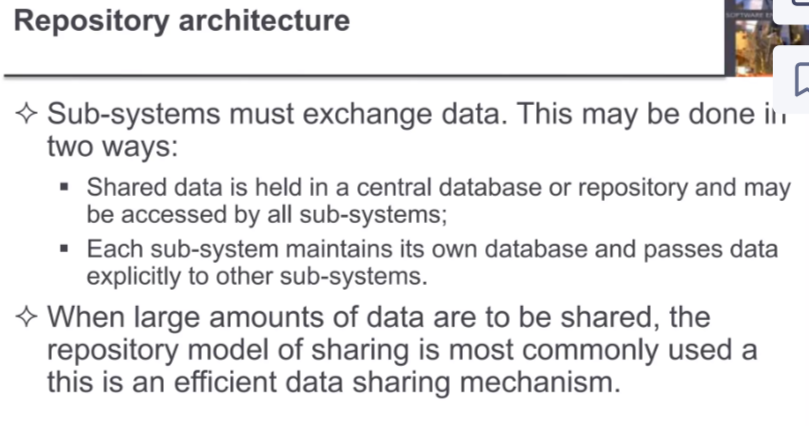 Repository architecture
✧ Sub-systems must exchange data. This may be done in
two ways:
▪ Shared data is held in a central database or repository and may
be accessed by all sub-systems;
▪ Each sub-system maintains its own database and passes data
explicitly to other sub-systems.
✧ When large amounts of data are to be shared, the
repository model of sharing is most commonly used a
this is an efficient data sharing mechanism.